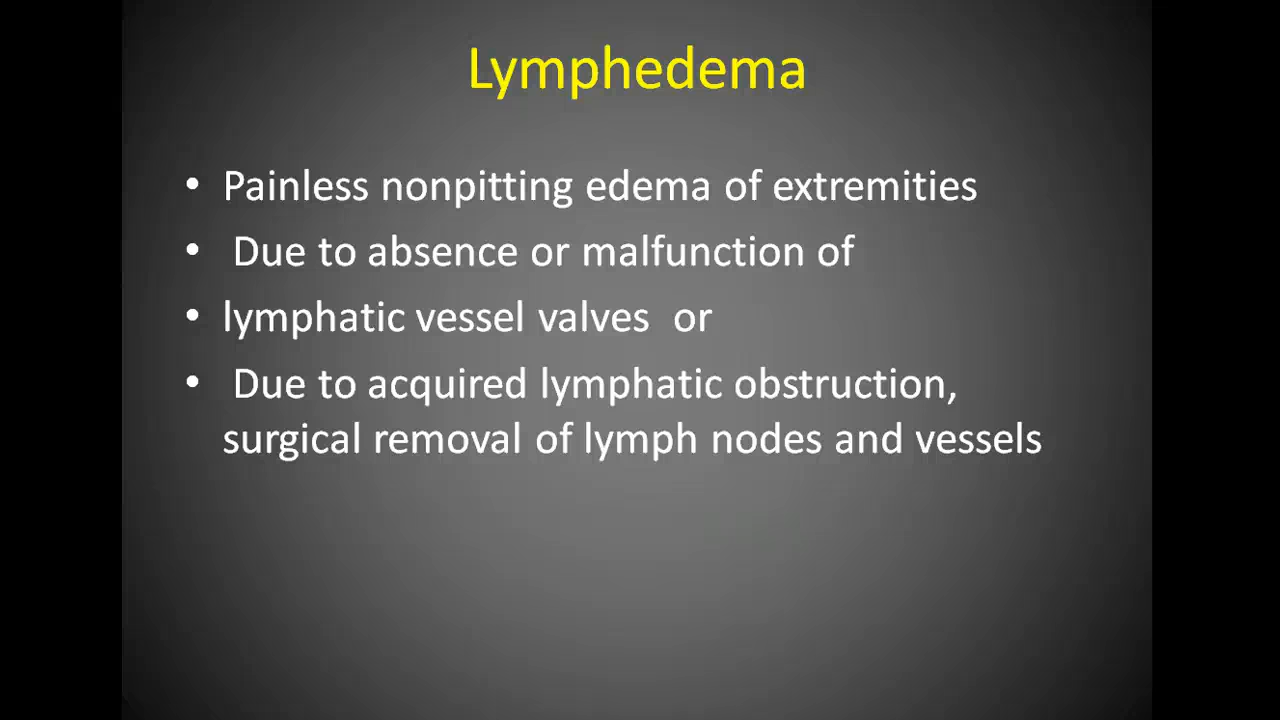 Lymphedema
• Painless nonpitting edema of extremities
• Due to absence or malfunction of
• lymphatic vessel valves or
• Due to acquired lymphatic obstruction,
surgical removal of lymph nodes and vessels